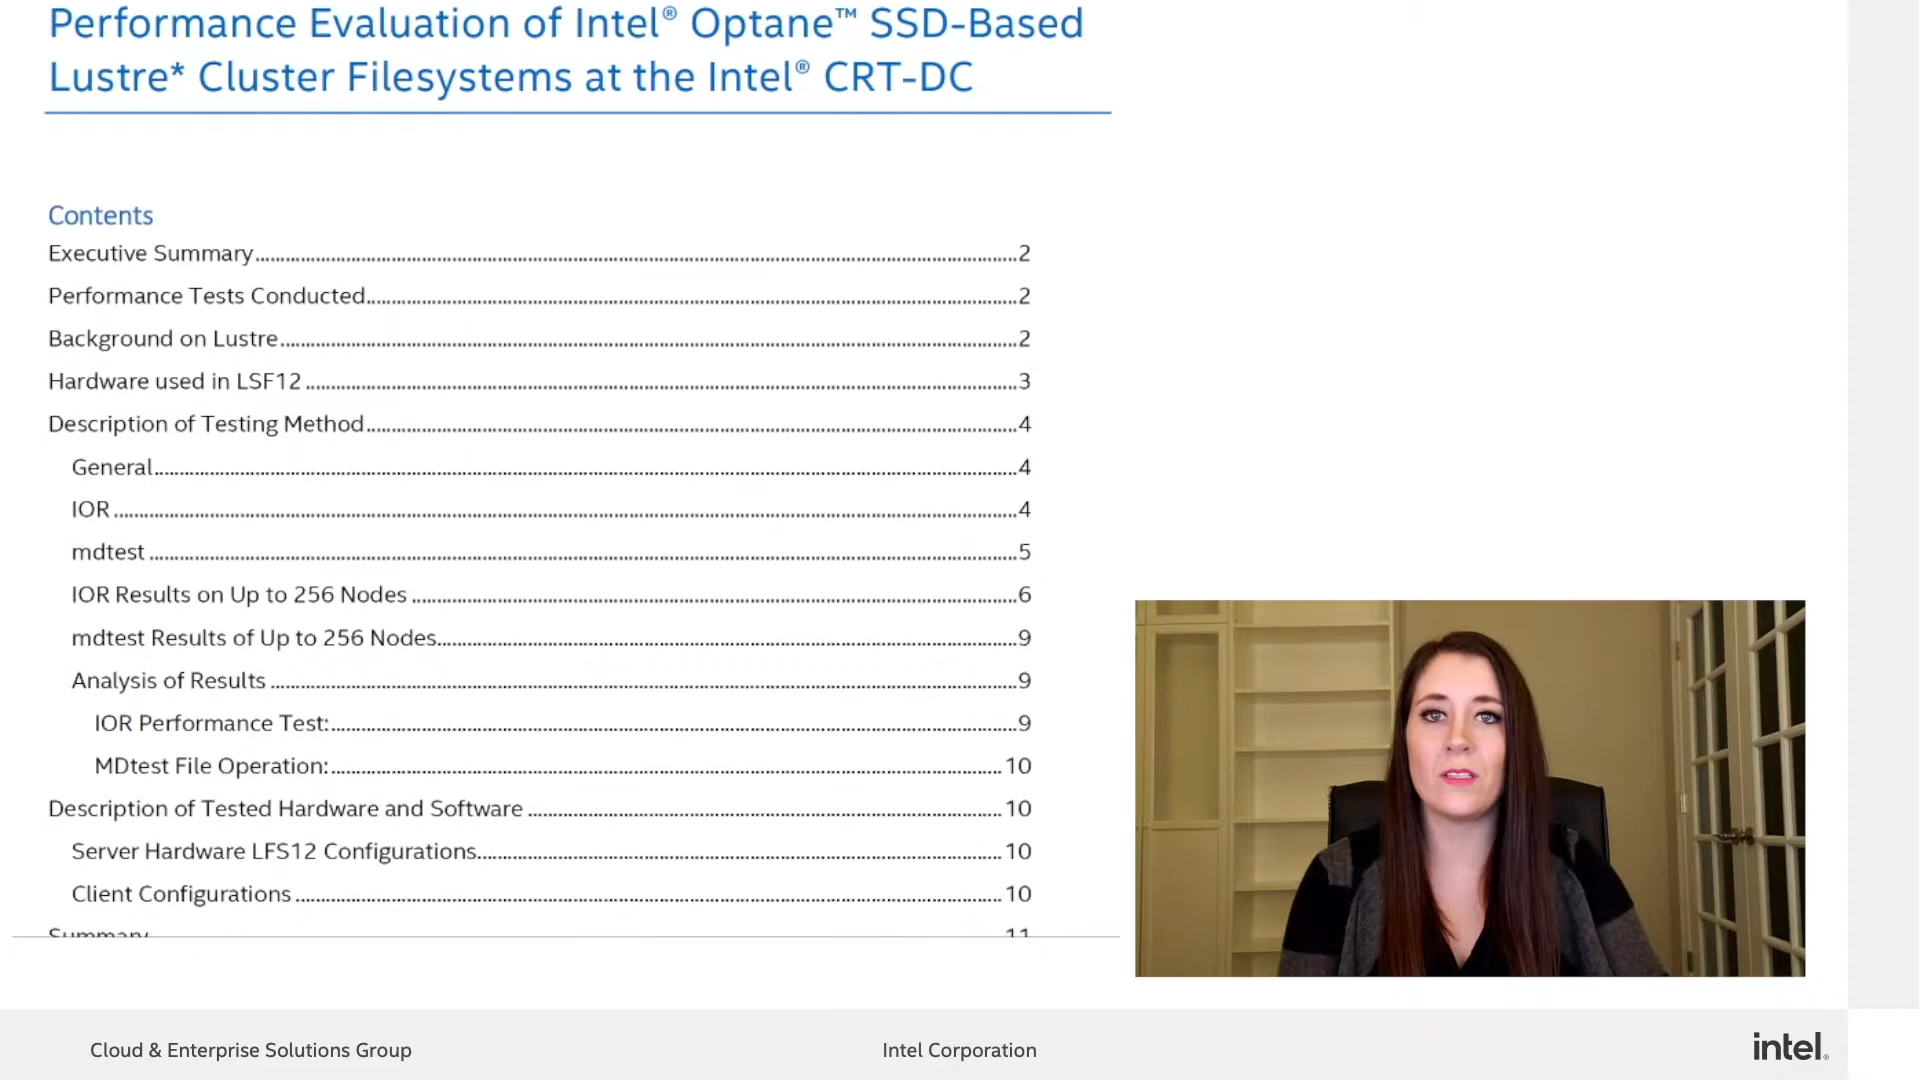 Performance Evaluation of Intel® Optane™ SSD-Based
Lustre* Cluster Filesystems at the Intel® CRT-DC
Contents
Executive Summary 2
Performance Tests Conducted 2
Background on Lustre 2
Hardware used in LSF12 3
Description of Testing Method 4
General 4
IOR 4
mdtest 5
IOR Results on Up to 256 Nodes 6
mdtest Results of Up to 256 Nodes 9
Analysis of Results 9
IOR Performance Test: 9
MDtest File Operation: 10
Description of Tested Hardware and Software 10
Server Hardware LFS12 Configurations 10
Client Configurations 10
Summary 11
Cloud & Enterprise Solutions Group
Intel Corporation
intel.